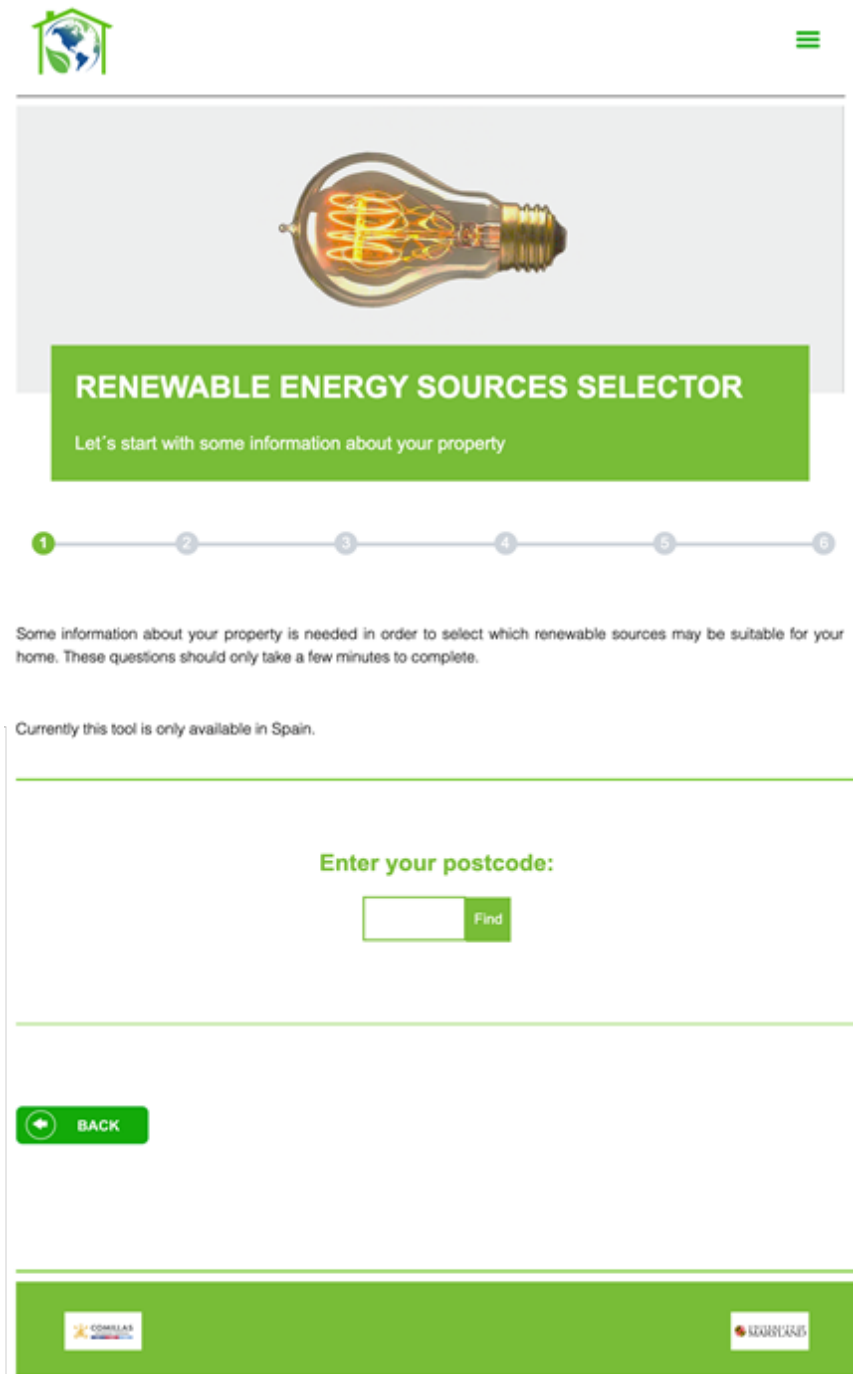 RENEWABLE ENERGY SOURCES SELECTOR
Let´s start with some information about your property
1 2 3 4 5 6
Some information about your property is needed in order to select which renewable sources may be suitable for your
home. These questions should only take a few minutes to complete.
Currently this tool is only available in Spain.
Enter your postcode:
Find
BACK
COMILLAS
UNIVERSITY OF
MARYLAND